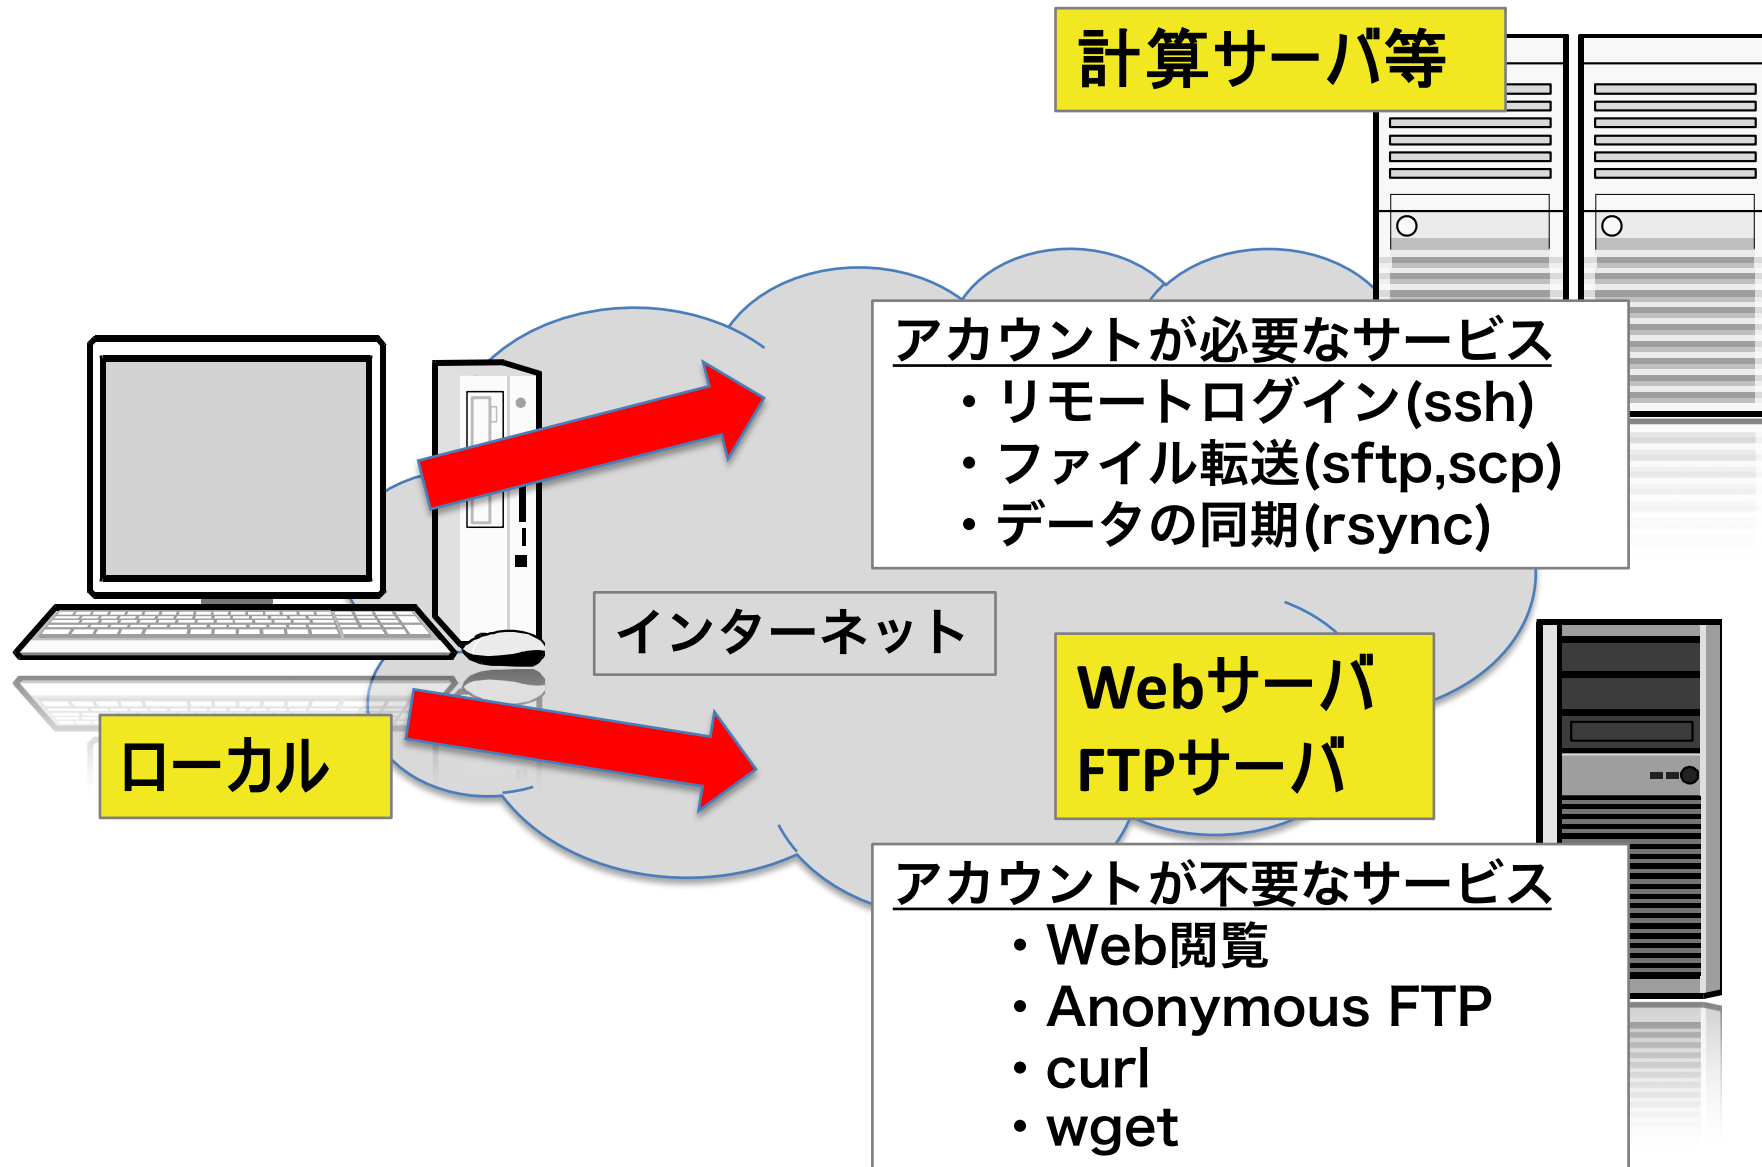 計算サーバ等
アカウントが必要なサービス
・リモートログイン(ssh)
・ファイル転送(sftp,scp)
・データの同期(rsync)
インターネット
ローカル
Webサーバ
FTPサーバ
アカウントが不要なサービス
・Web閲覧
・Anonymous FTP
・curl
・wget